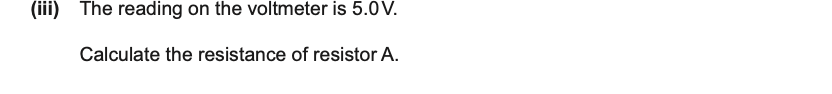 (iii) The reading on the voltmeter is 5.0 V.
Calculate the resistance of resistor A.